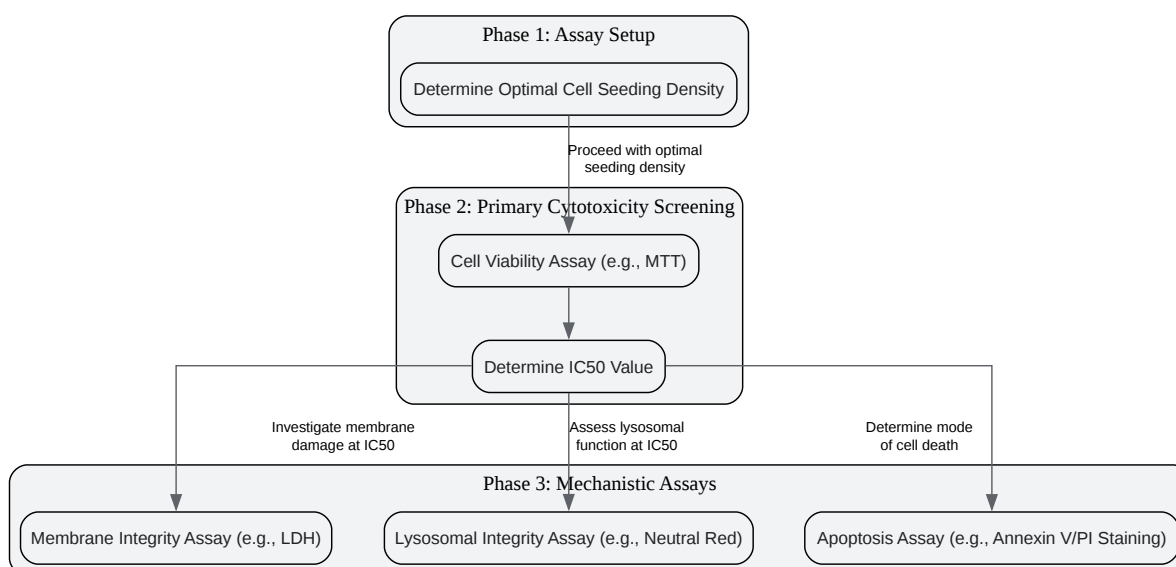 Phase 1: Assay Setup
Determine Optimal Cell Seeding Density
Proceed with optimal
seeding density
Phase 2: Primary Cytotoxicity Screening
Cell Viability Assay (e.g., MTT)
Determine IC50 Value
Investigate membrane
damage at IC50
Assess lysosomal
function at IC50
Determine mode
of cell death
Phase 3: Mechanistic Assays
Membrane Integrity Assay (e.g., LDH)
Lysosomal Integrity Assay (e.g., Neutral Red)
Apoptosis Assay (e.g., Annexin V/PI Staining)